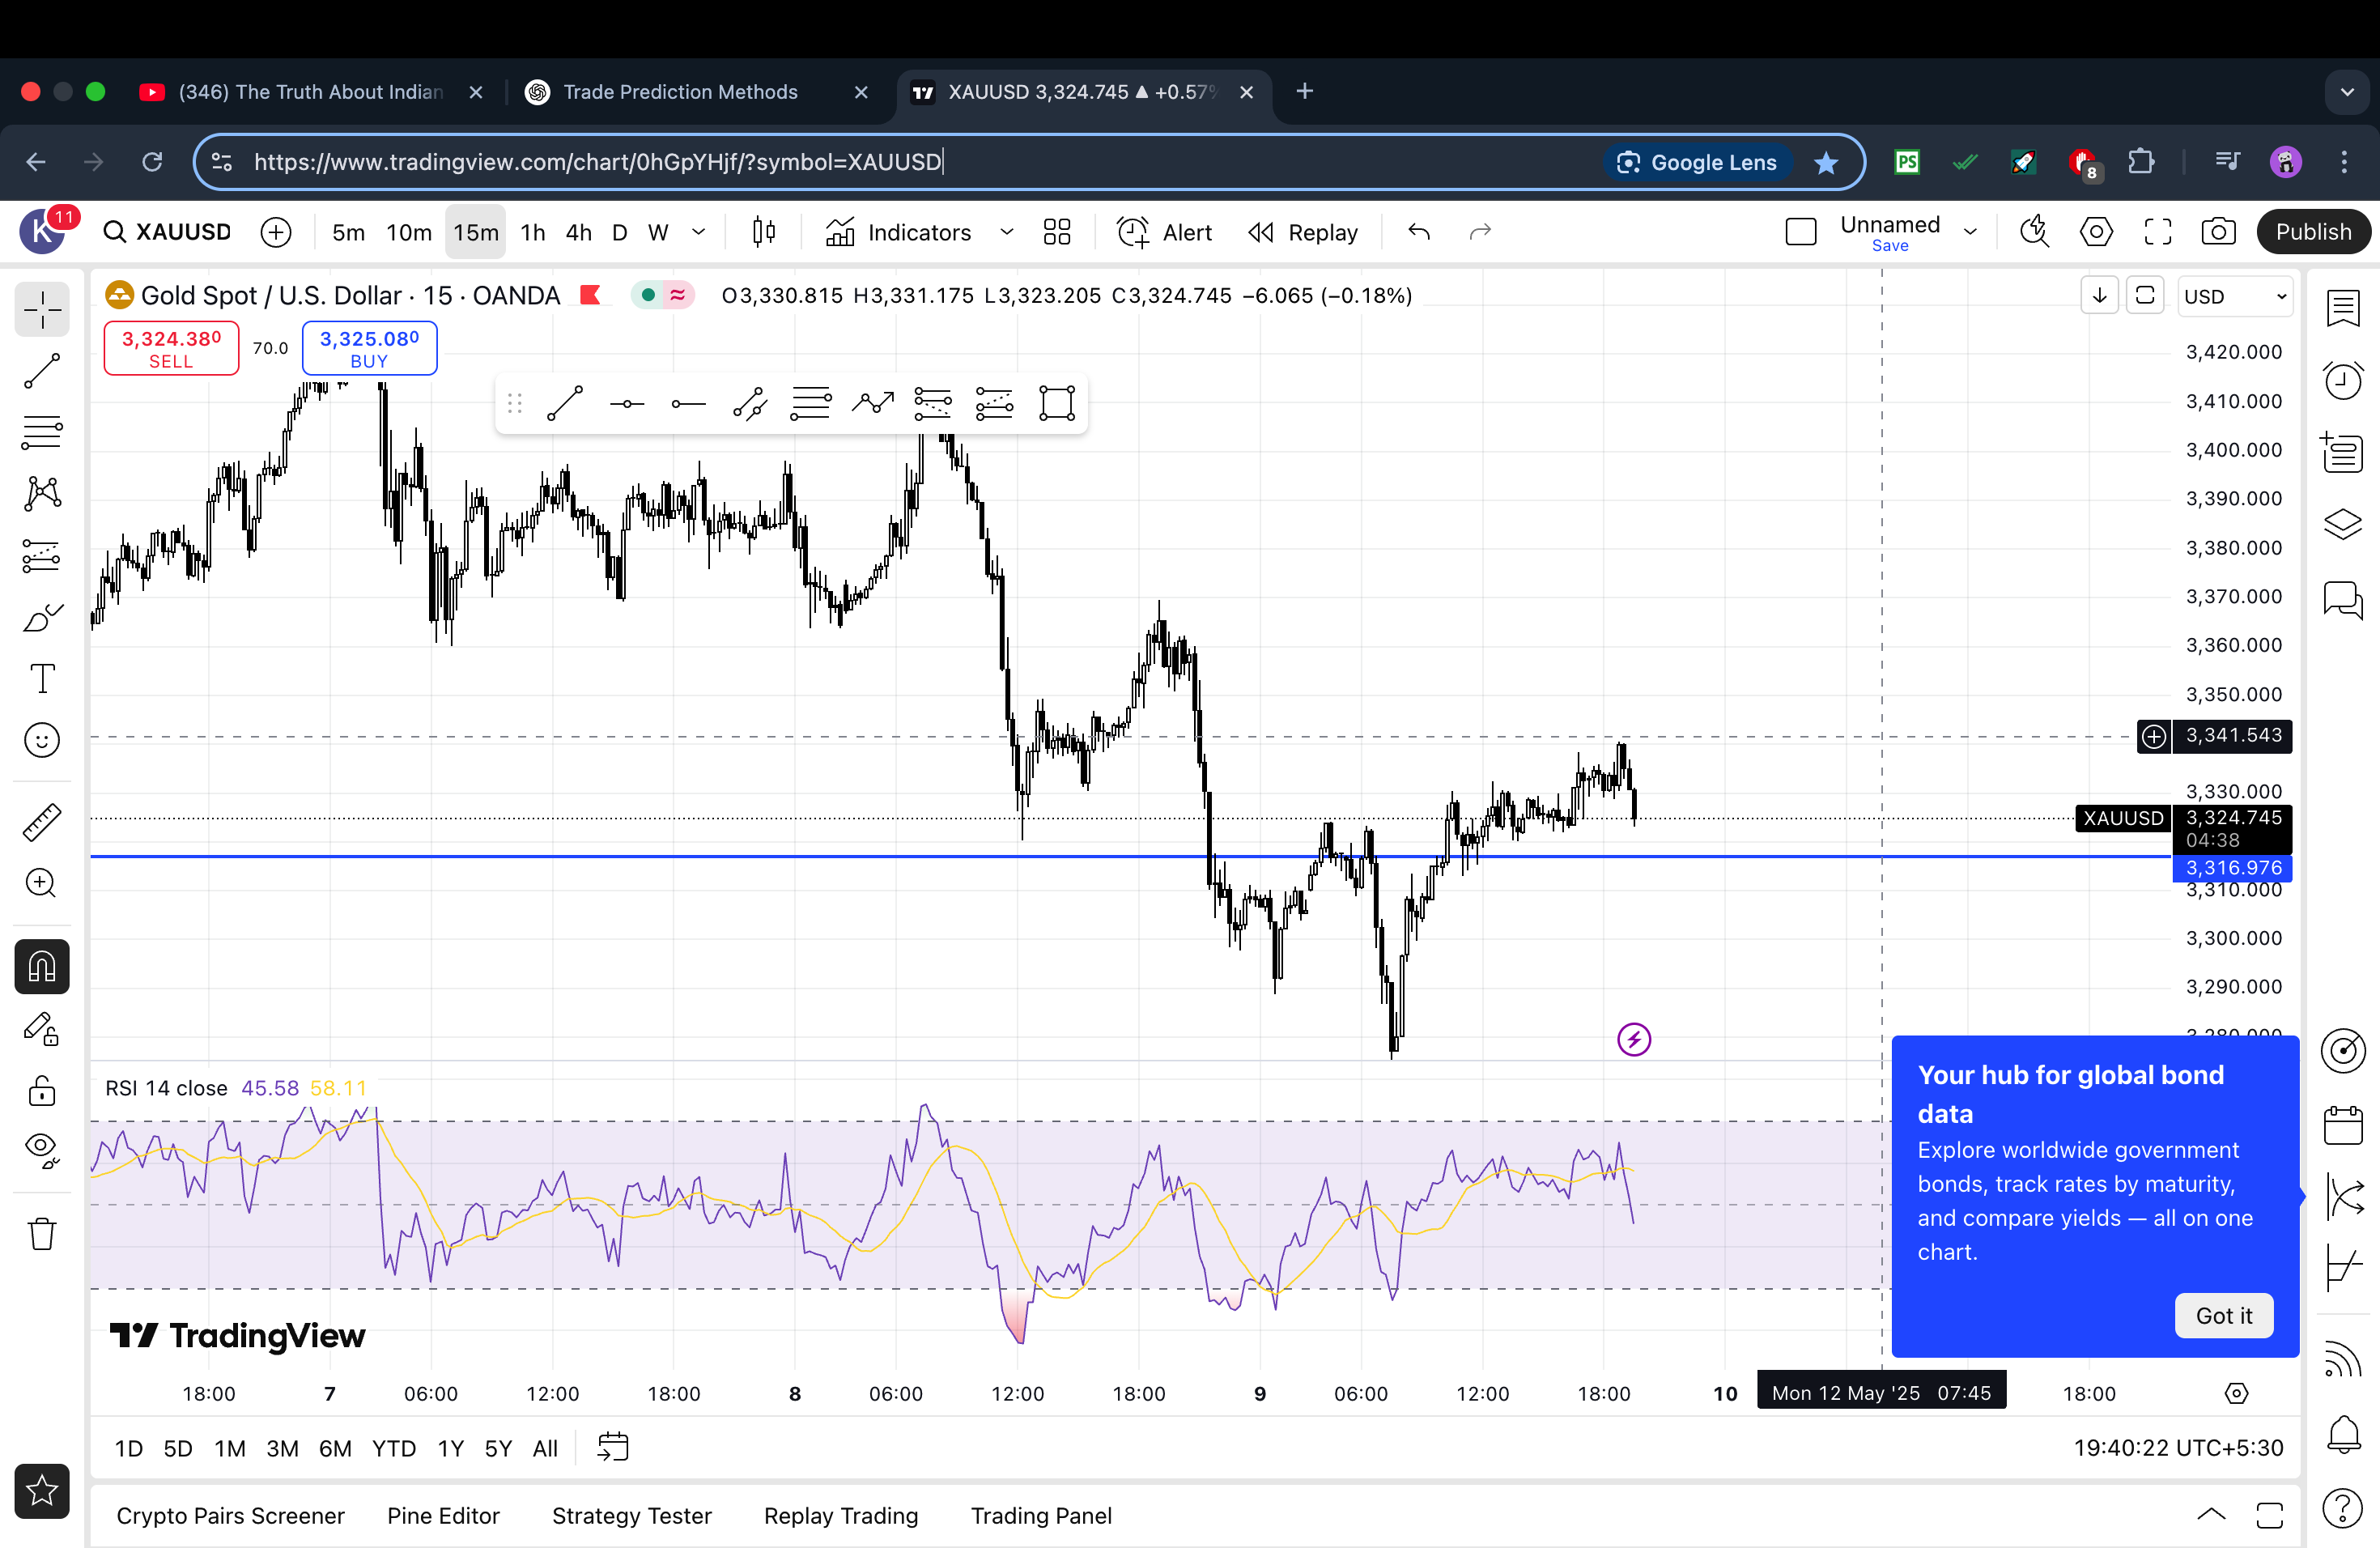 (346) The Truth About Indian
Trade Prediction Methods
XAUUSD 3,324.745 ▲ +0.57%
https://www.tradingview.com/chart/0hGpYHjf/?symbol=XAUUSD
Google Lens
PS
8
K
11
XAUUSD
5m 10m 15m 1h 4h D W
Indicators
Alert
Replay
Unnamed
Save
Publish
Gold Spot / U.S. Dollar · 15 · OANDA
O3,330.815 H3,331.175 L3,323.205 C3,324.745 −6.065 (−0.18%)
USD
3,324.380
SELL
70.0
3,325.080
BUY
3,420.000
3,410.000
3,400.000
3,390.000
3,380.000
3,370.000
3,360.000
3,350.000
3,341.543
3,330.000
XAUUSD
3,324.745
04:38
3,316.976
3,310.000
3,300.000
3,290.000
3,280.000
RSI 14 close 45.58 58.11
Your hub for global bond
data
Explore worldwide government
bonds, track rates by maturity,
and compare yields — all on one
chart.
Got it
TradingView
18:00 7 06:00 12:00 18:00 8 06:00 12:00 18:00 9 06:00 12:00 18:00 10 Mon 12 May '25 07:45 18:00
1D 5D 1M 3M 6M YTD 1Y 5Y All
19:40:22 UTC+5:30
Crypto Pairs Screener
Pine Editor
Strategy Tester
Replay Trading
Trading Panel